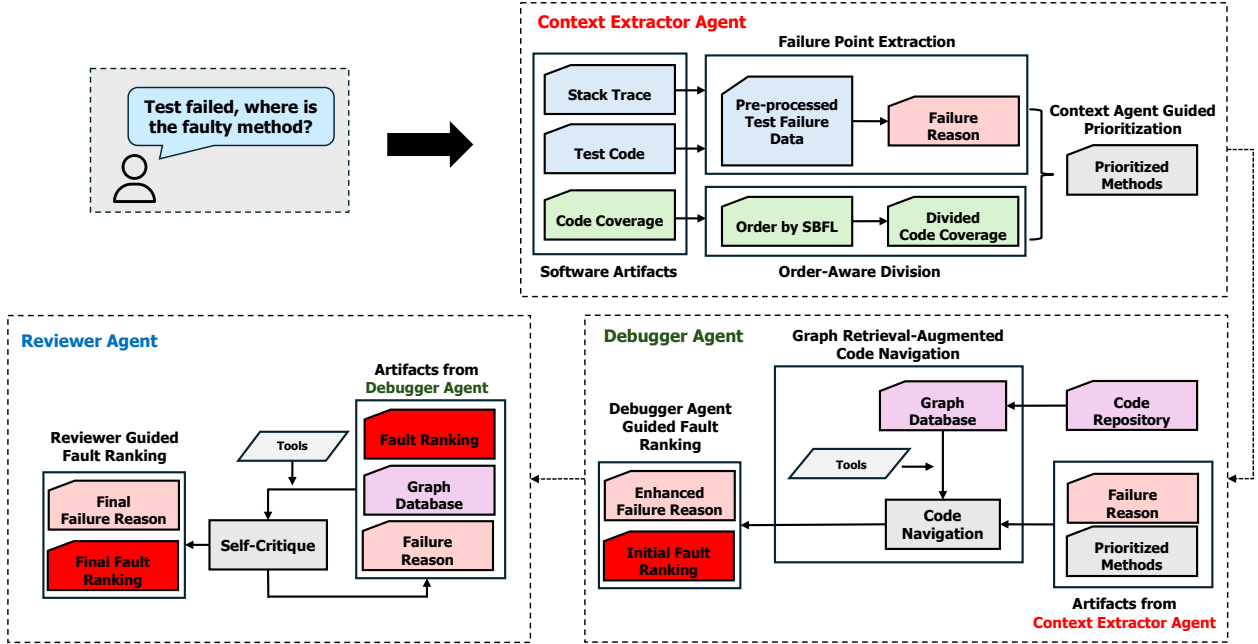 Test failed, where is
the faulty method?
Context Extractor Agent
Failure Point Extraction
Stack Trace
Test Code
Code Coverage
Software Artifacts
Pre-processed
Test Failure
Data
Failure
Reason
Order by SBFL
Divided
Code Coverage
Order-Aware Division
Context Agent Guided
Prioritization
Prioritized
Methods
Reviewer Agent
Artifacts from
Debugger Agent
Fault Ranking
Graph
Database
Failure
Reason
Tools
Self-Critique
Reviewer Guided
Fault Ranking
Final
Failure Reason
Final Fault
Ranking
Debugger Agent
Graph Retrieval-Augmented
Code Navigation
Graph
Database
Code
Repository
Tools
Code
Navigation
Debugger Agent
Guided Fault
Ranking
Enhanced
Failure Reason
Initial Fault
Ranking
Failure
Reason
Prioritized
Methods
Artifacts from
Context Extractor Agent